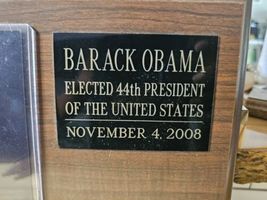 BARACK OBAMA
ELECTED 44th PRESIDENT
OF THE UNITED STATES
NOVEMBER 4, 2008